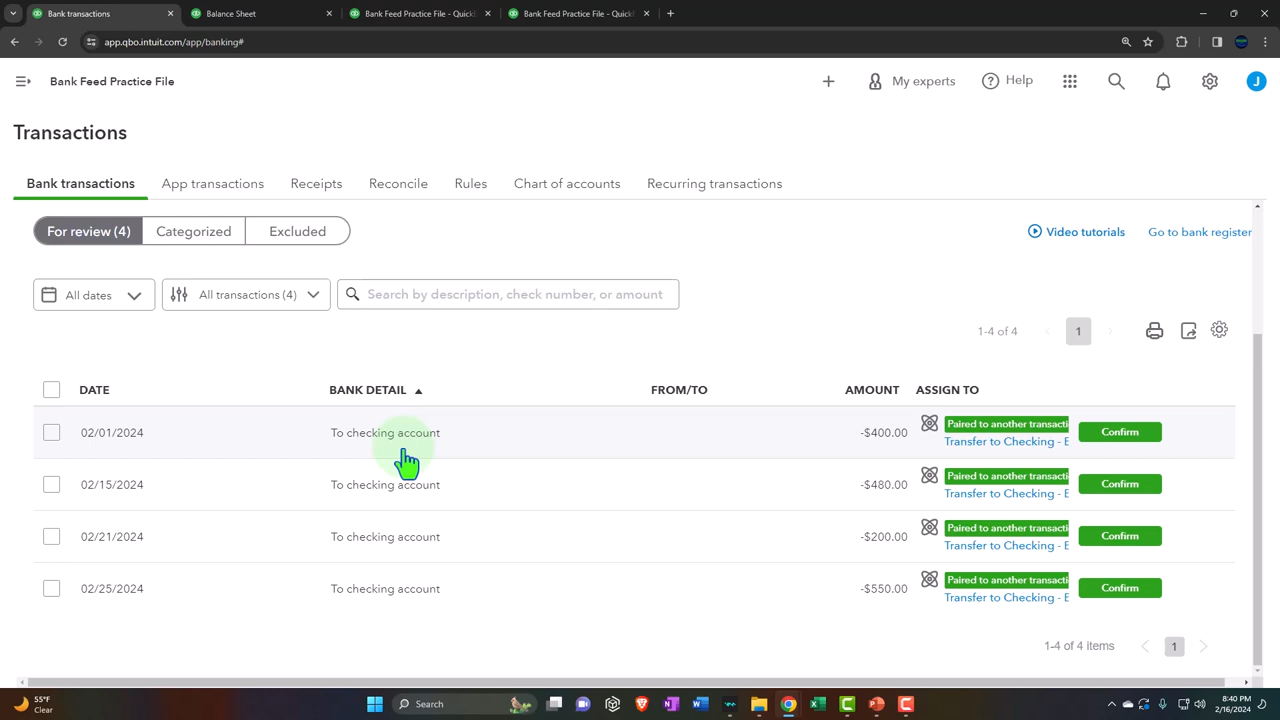 Bank transactions
Balance Sheet
Bank Feed Practice File - Quick
Bank Feed Practice File - Quick
app.qbo.intuit.com/app/banking#
Bank Feed Practice File
My experts
Help
J
Transactions
Bank transactions
App transactions
Receipts
Reconcile
Rules
Chart of accounts
Recurring transactions
For review (4)
Categorized
Excluded
Video tutorials
Go to bank register
All dates
All transactions (4)
Search by description, check number, or amount
1-4 of 4
1
DATE BANK DETAIL FROM/TO AMOUNT ASSIGN TO
02/01/2024 To checking account -$400.00 Paired to another transacti Confirm
Transfer to Checking - E
02/15/2024 To checking account -$480.00 Paired to another transacti Confirm
Transfer to Checking - E
02/21/2024 To checking account -$200.00 Paired to another transacti Confirm
Transfer to Checking - E
02/25/2024 To checking account -$550.00 Paired to another transacti Confirm
Transfer to Checking - E
1-4 of 4 items
1
55°F
Clear
Search
8:40 PM
2/16/2024